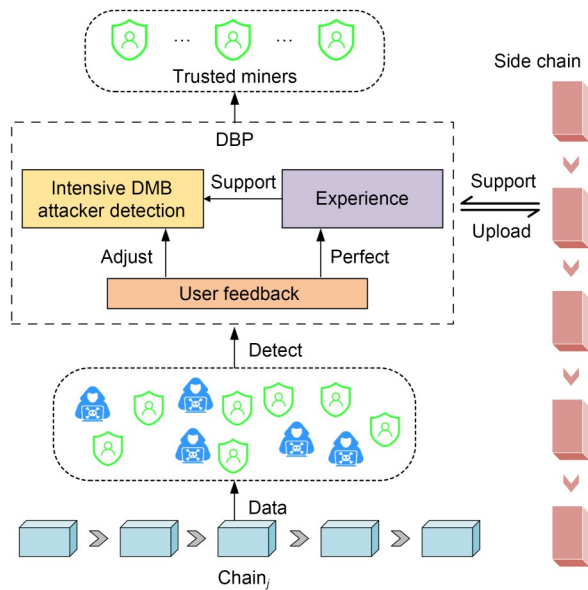 ... ...
Trusted miners
Side chain
DBP
Intensive DMB
attacker detection
Support
Experience
Support
Upload
Adjust
Perfect
User feedback
Detect
Data
Chainj